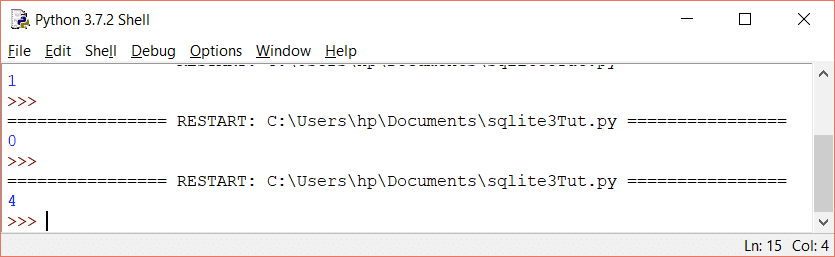 Python 3.7.2 Shell
File Edit Shell Debug Options Window Help
1
>>>
================ RESTART: C:\Users\hp\Documents\sqlite3Tut.py ================
0
>>>
================ RESTART: C:\Users\hp\Documents\sqlite3Tut.py ================
4
>>>
Ln: 15 Col: 4